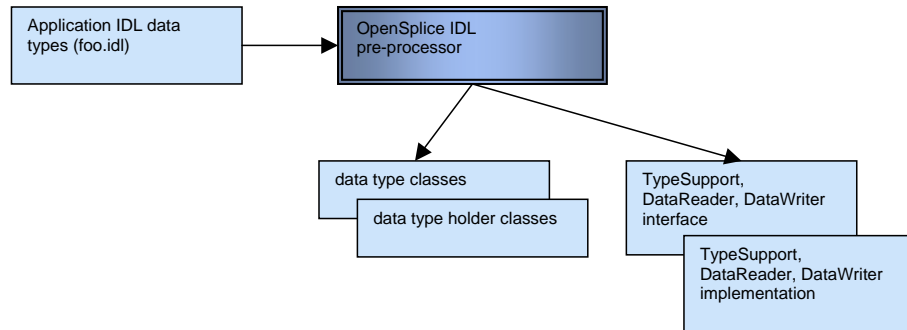 Application IDL data
types (foo.idl)
OpenSplice IDL
pre-processor
data type classes
data type holder classes
TypeSupport,
DataReader, DataWriter
interface
TypeSupport,
DataReader, DataWriter
implementation